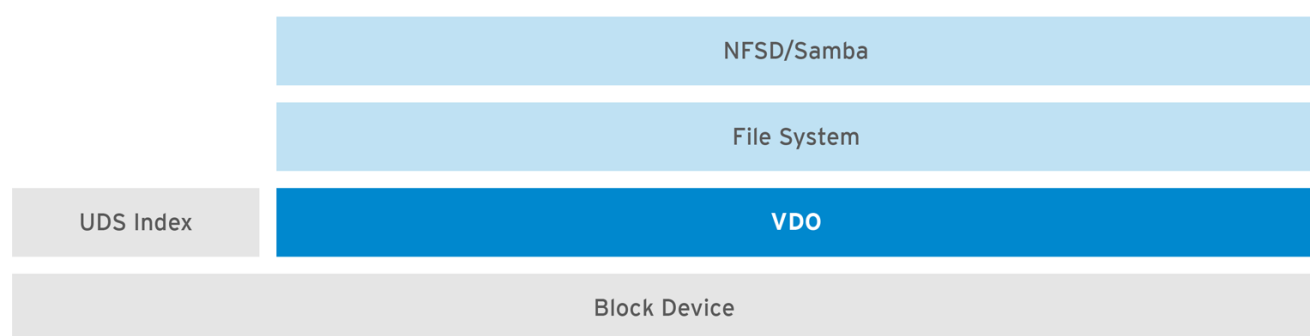 NFSD/Samba
File System
UDS Index
VDO
Block Device